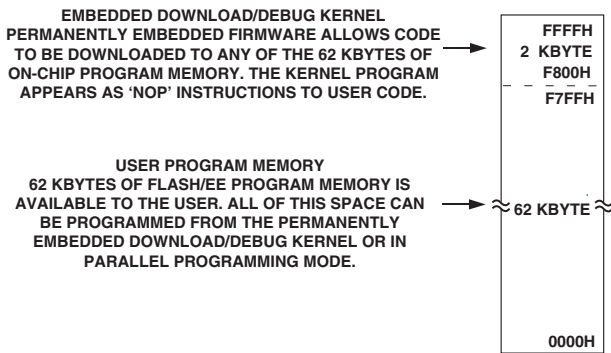 EMBEDDED DOWNLOAD/DEBUG KERNEL
PERMANENTLY EMBEDDED FIRMWARE ALLOWS CODE
TO BE DOWNLOADED TO ANY OF THE 62 KBYTES OF
ON-CHIP PROGRAM MEMORY. THE KERNEL PROGRAM
APPEARS AS ‘NOP’ INSTRUCTIONS TO USER CODE.
FFFFH
2 KBYTE
F800H
F7FFH
USER PROGRAM MEMORY
62 KBYTES OF FLASH/EE PROGRAM MEMORY IS
AVAILABLE TO THE USER. ALL OF THIS SPACE CAN
BE PROGRAMMED FROM THE PERMANENTLY
EMBEDDED DOWNLOAD/DEBUG KERNEL OR IN
PARALLEL PROGRAMMING MODE.
62 KBYTE
0000H